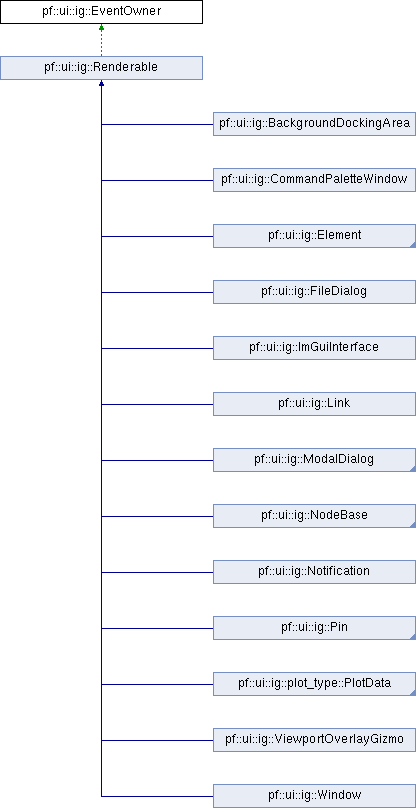 pf::ui::ig::EventOwner
pf::ui::ig::Renderable
pf::ui::ig::BackgroundDockingArea
pf::ui::ig::CommandPaletteWindow
pf::ui::ig::Element
pf::ui::ig::FileDialog
pf::ui::ig::ImGuiInterface
pf::ui::ig::Link
pf::ui::ig::ModalDialog
pf::ui::ig::NodeBase
pf::ui::ig::Notification
pf::ui::ig::Pin
pf::ui::ig::plot_type::PlotData
pf::ui::ig::ViewportOverlayGizmo
pf::ui::ig::Window